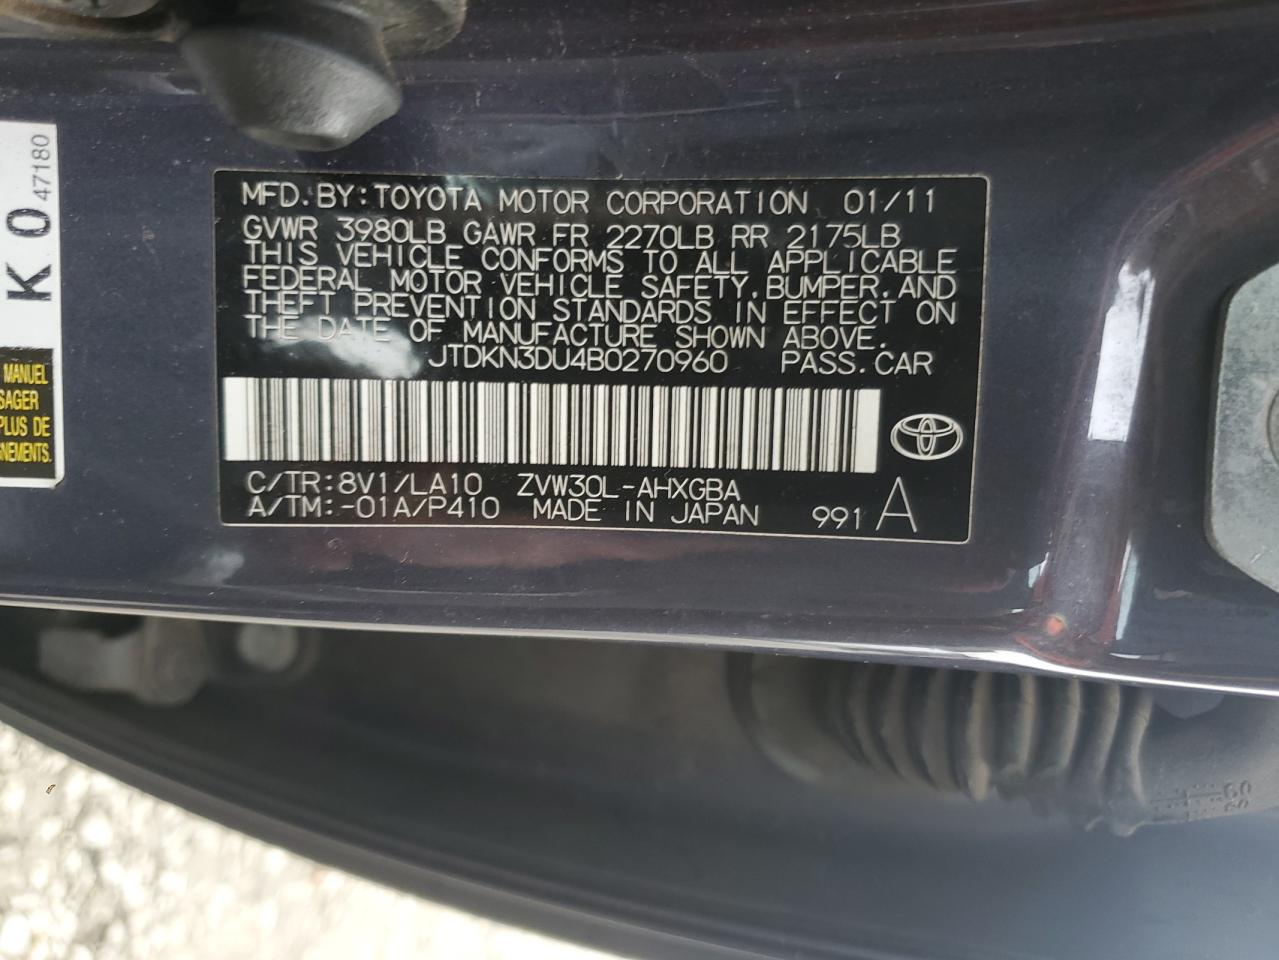 MFD. BY: TOYOTA MOTOR CORPORATION 01/11
GVWR 3980LB GAWR FR 2270LB RR 2175LB
THIS VEHICLE CONFORMS TO ALL APPLICABLE
FEDERAL MOTOR VEHICLE SAFETY, BUMPER, AND
THEFT PREVENTION STANDARDS IN EFFECT ON
THE DATE OF MANUFACTURE SHOWN ABOVE.
JTDKN3DU4B0270960 PASS. CAR
C/TR: 8V1/LA10 ZVW30L-AHXGBA
A/TM: -01A/P410 MADE IN JAPAN 991 A
K 0 47180
MANUEL
SAGER
PLUS DE
GNEMENTS.